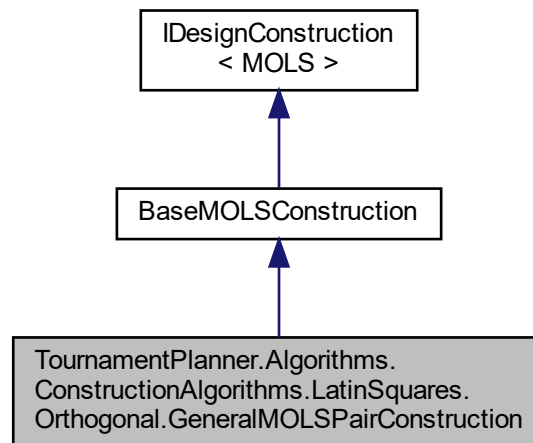 IDesignConstruction
< MOLS >
BaseMOLSConstruction
TournamentPlanner.Algorithms.
ConstructionAlgorithms.LatinSquares.
Orthogonal.GeneralMOLSPairConstruction